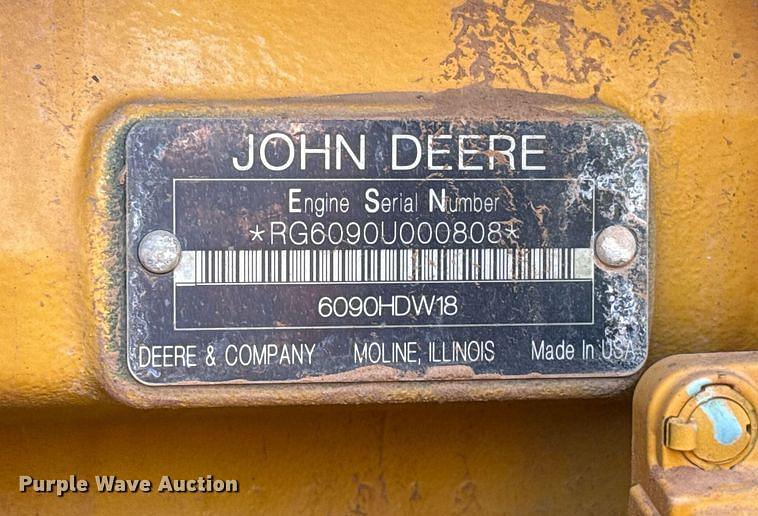 JOHN DEERE
Engine Serial Number
*RG6090U000808*
6090HDW18
DEERE & COMPANY MOLINE, ILLINOIS Made In USA
Purple Wave Auction